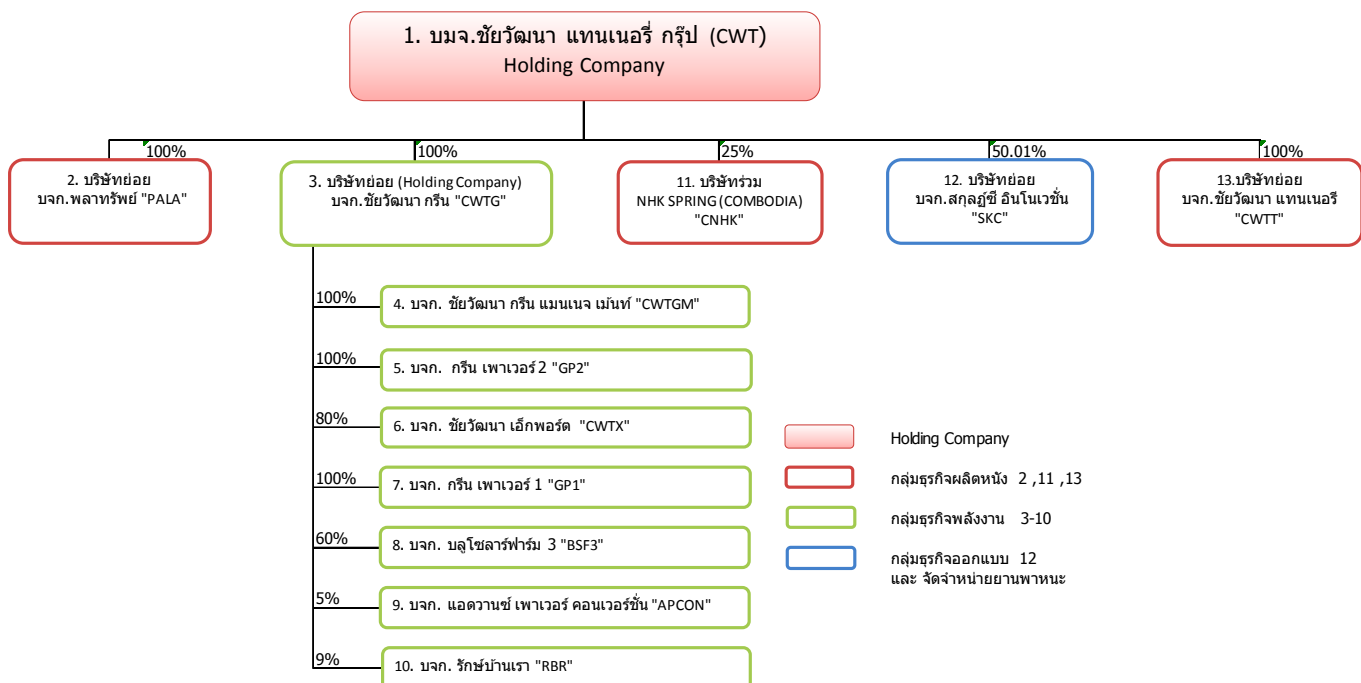 1. บมจ.ชัยวัฒนา แทนเนอรี่ กรุ๊ป (CWT)
Holding Company
100%
100%
25%
50.01%
100%
2. บริษัทย่อย
บจก.พลาทรัพย์ "PALA"
3. บริษัทย่อย (Holding Company)
บจก.ชัยวัฒนา กรีน "CWTG"
11. บริษัทร่วม
NHK SPRING (COMBODIA)
"CNHK"
12. บริษัทย่อย
บจก.สกุลฎ์ซี อินโนเวชั่น
"SKC"
13.บริษัทย่อย
บจก.ชัยวัฒนา แทนเนอรี่
"CWTT"
100%
4. บจก. ชัยวัฒนา กรีน แมนเนจ เม้นท์ "CWTGM"
100%
5. บจก. กรีน เพาเวอร์ 2 "GP2"
80%
6. บจก. ชัยวัฒนา เอ็กพอร์ต "CWTX"
100%
7. บจก. กรีน เพาเวอร์ 1 "GP1"
60%
8. บจก. บลูโซลาร์ฟาร์ม 3 "BSF3"
5%
9. บจก. แอดวานซ์ เพาเวอร์ คอนเวอร์ชั่น "APCON"
9%
10. บจก. รักษ์บ้านเรา "RBR"
Holding Company
กลุ่มธุรกิจผลิตหนัง 2 ,11 ,13
กลุ่มธุรกิจพลังงาน 3-10
กลุ่มธุรกิจออกแบบ 12
และ จัดจำหน่ายยานพาหนะ